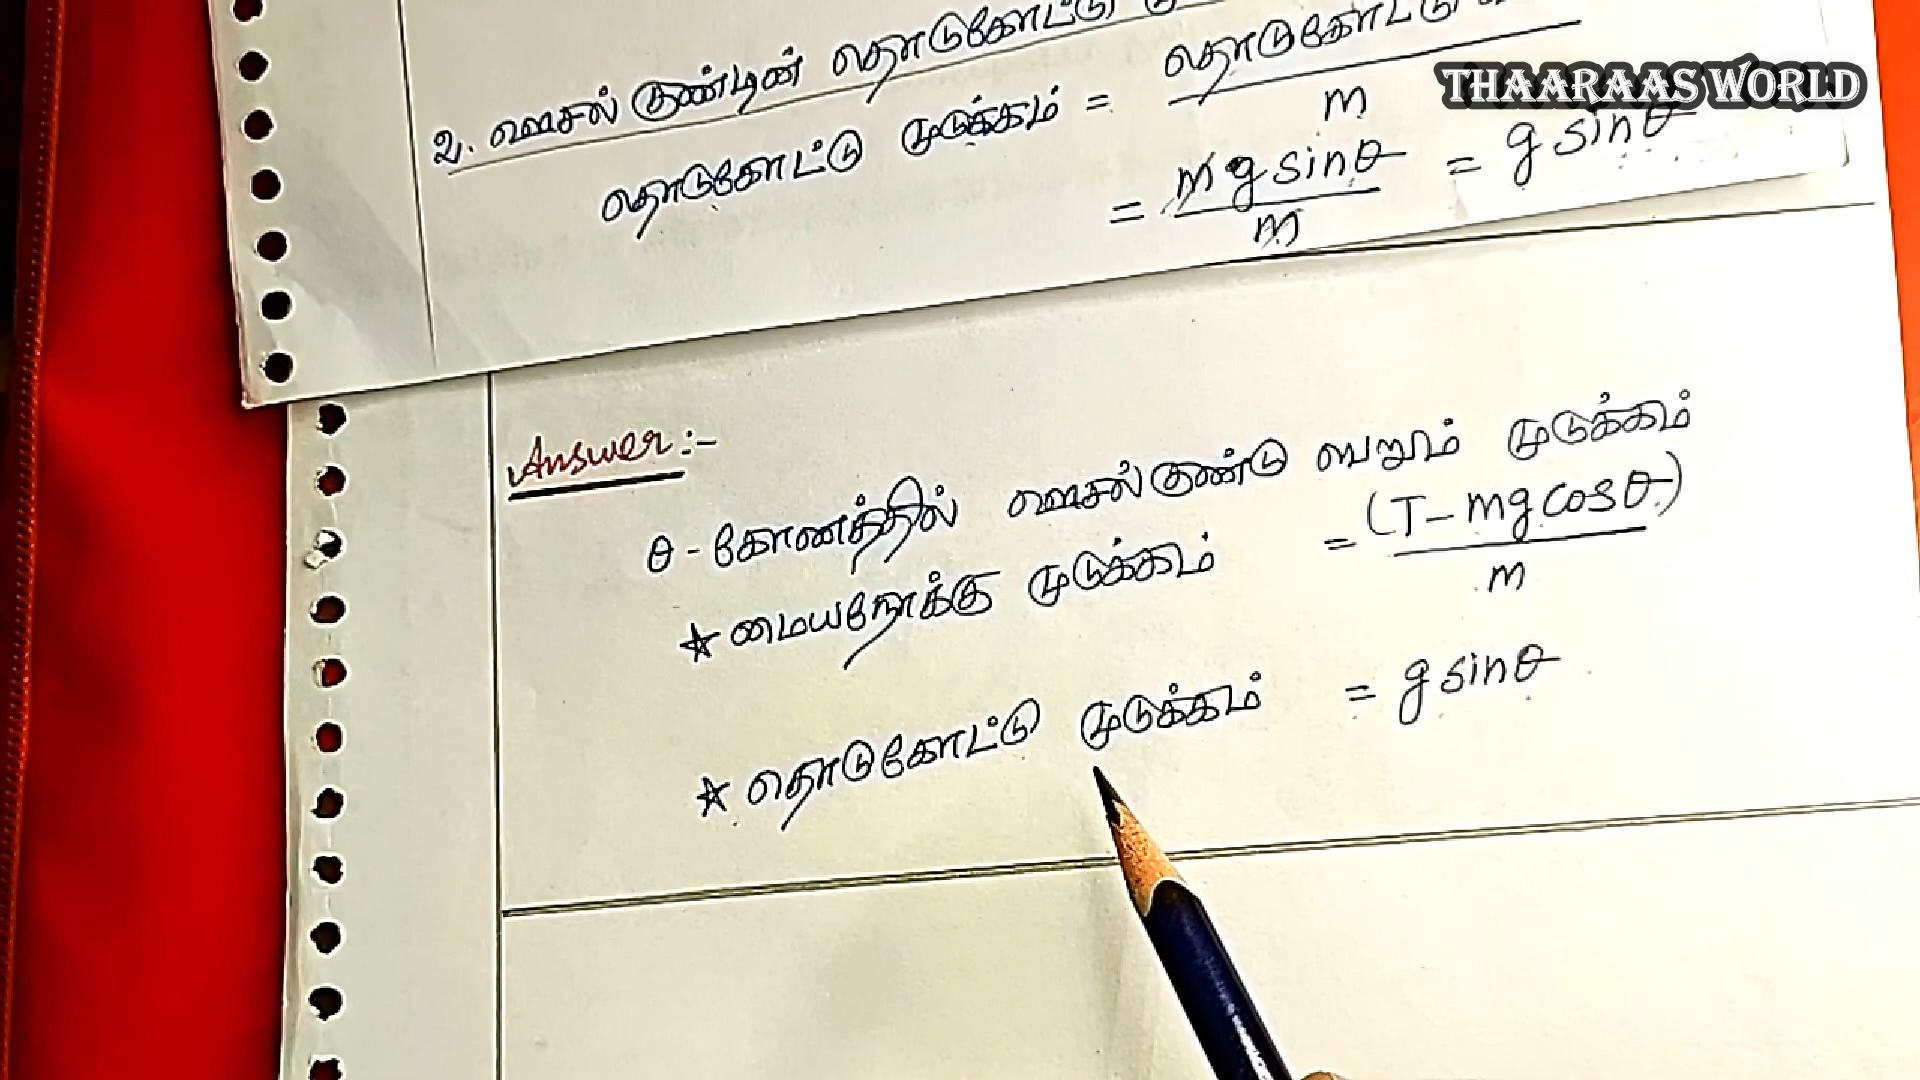 THAARAAS WORLD
2. ஊசல் குண்டின் தொடுகோட்டு
தொடுகோட்டு முடுக்கம் = தொடுகோட்டு
m
= mg sinθ / m = g sinθ
Answer:-
θ - கோணத்தில் ஊசல் குண்டு பெறும் முடுக்கம்
★ மையநோக்கு முடுக்கம் = (T - mg cosθ) / m
★ தொடுகோட்டு முடுக்கம் = g sinθ